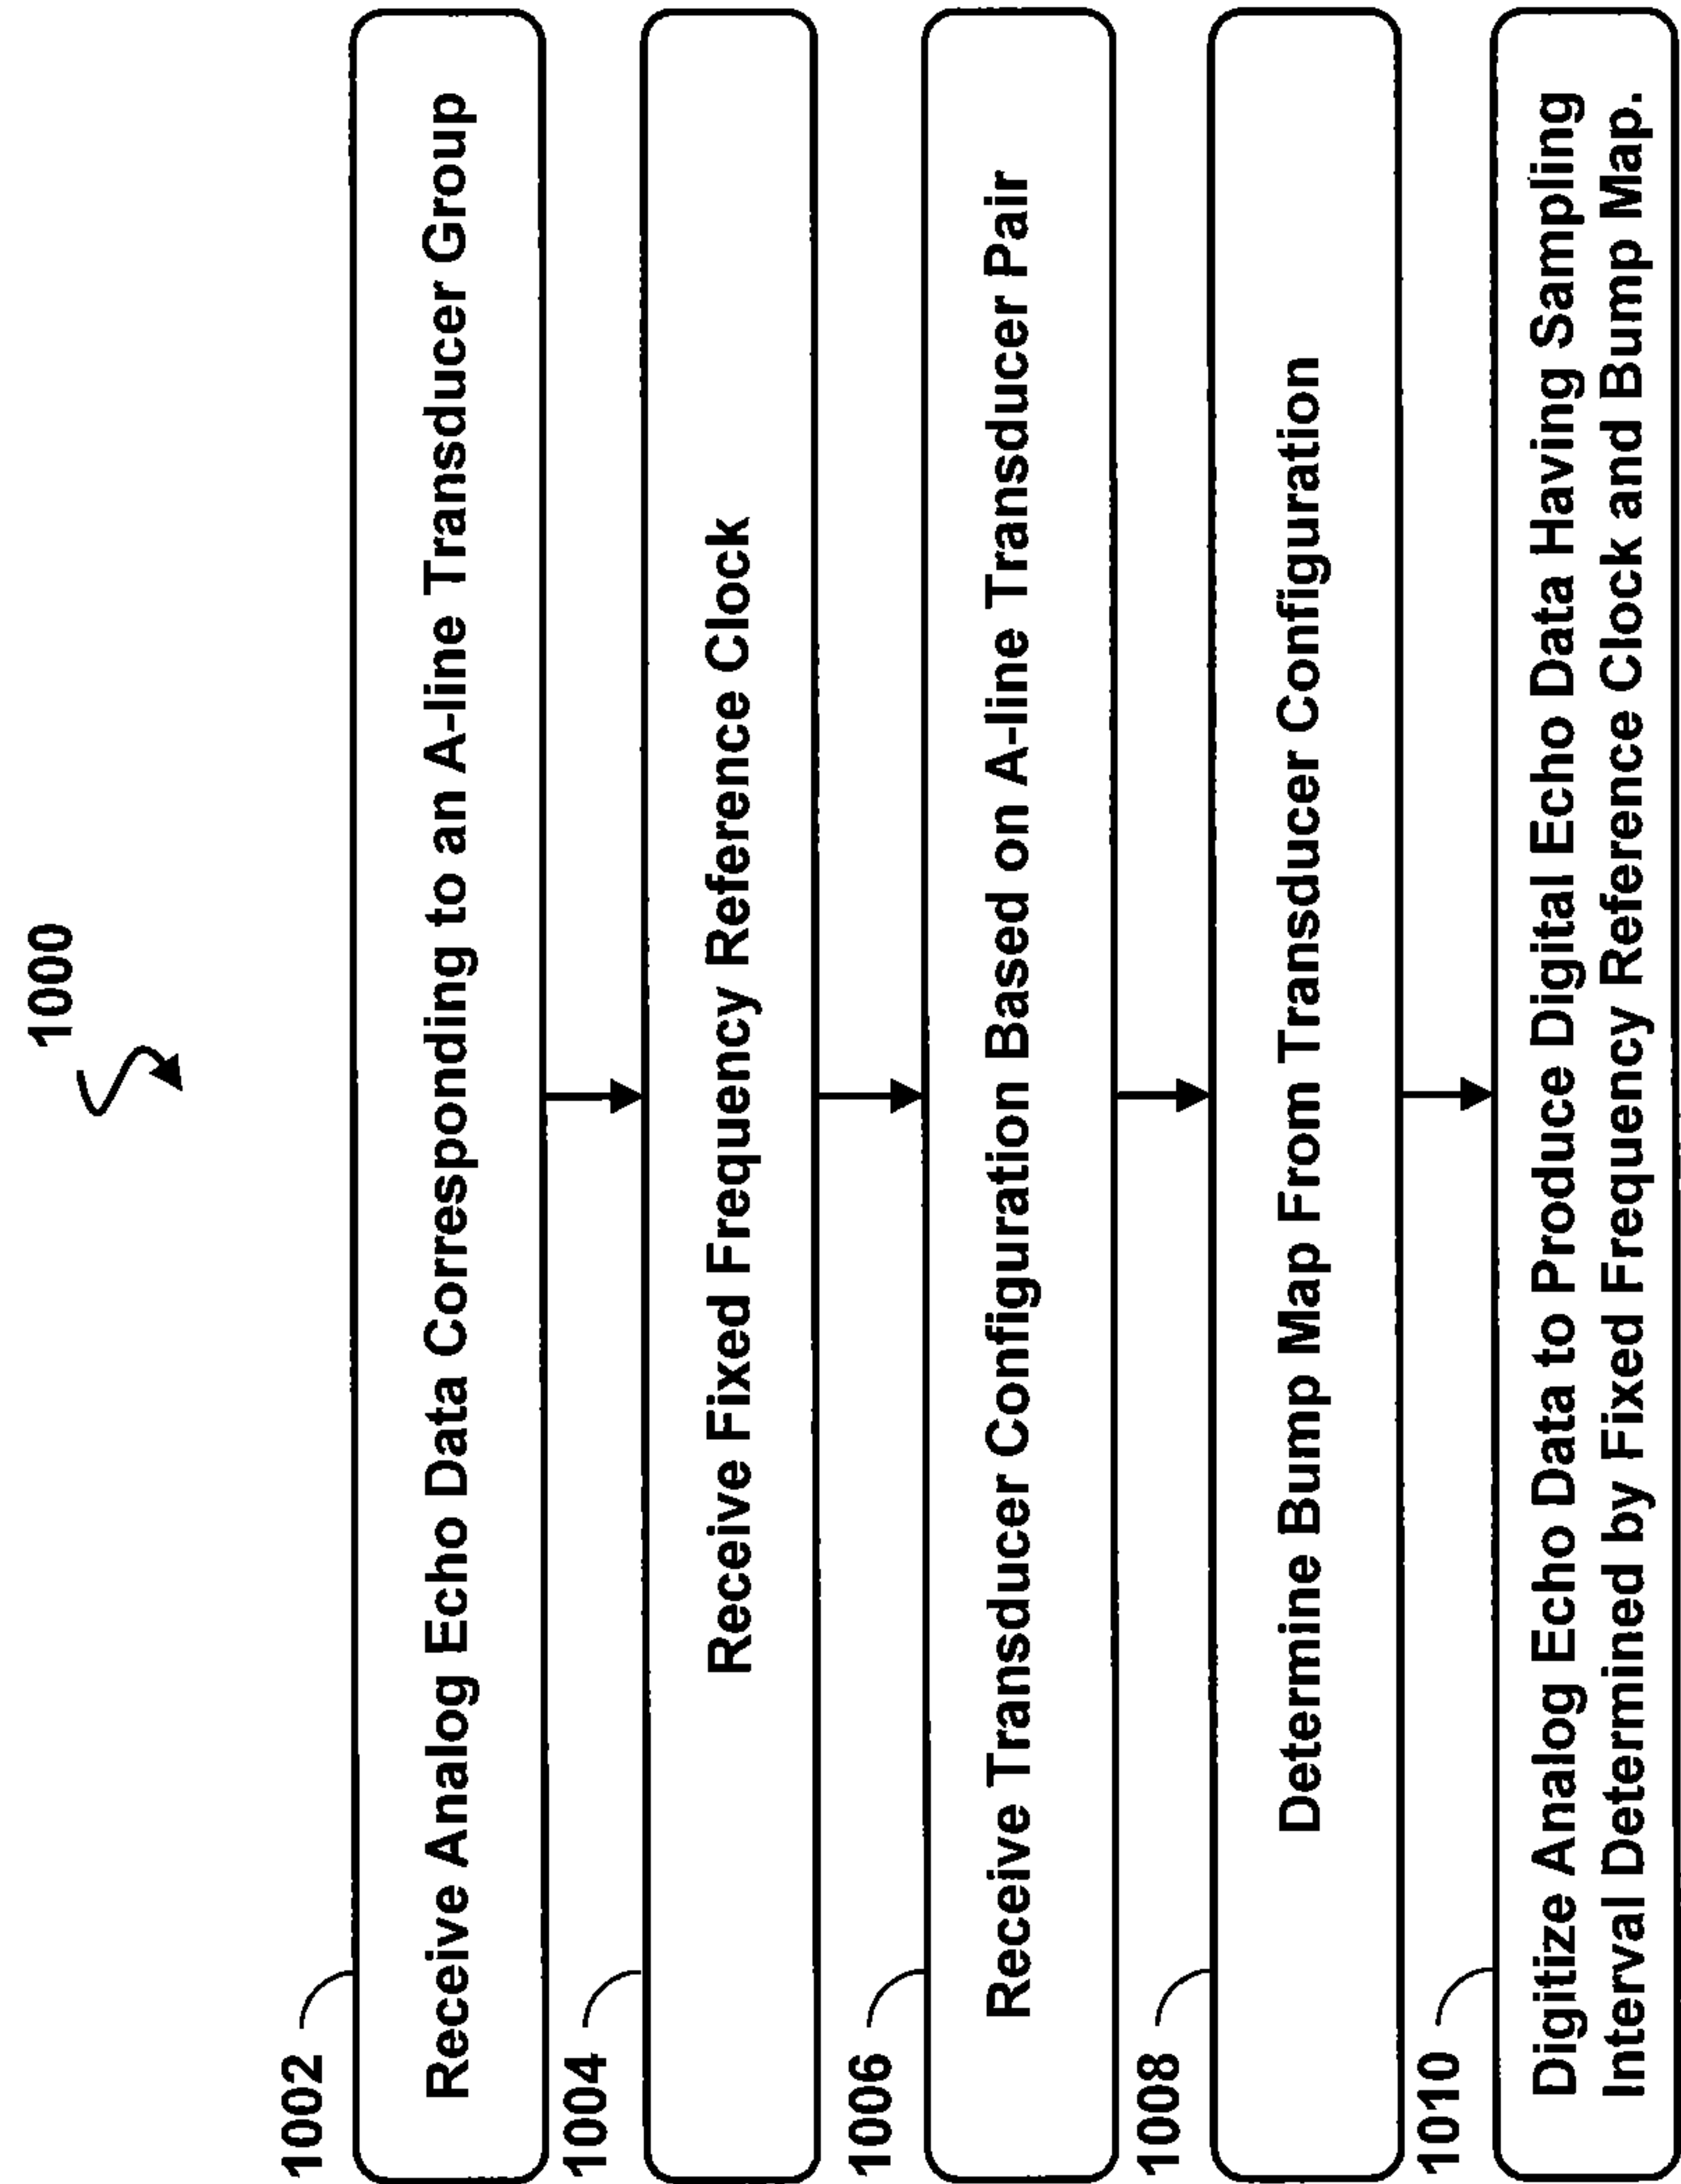 1000
1002
Receive Analog Echo Data Corresponding to an A-line Transducer Group
1004
Receive Fixed Frequency Reference Clock
1006
Receive Transducer Configuration Based on A-line Transducer Pair
1008
Determine Bump Map From Transducer Configuration
1010
Digitize Analog Echo Data to Produce Digital Echo Data Having Sampling
Interval Determined by Fixed Frequency Reference Clock and Bump Map.